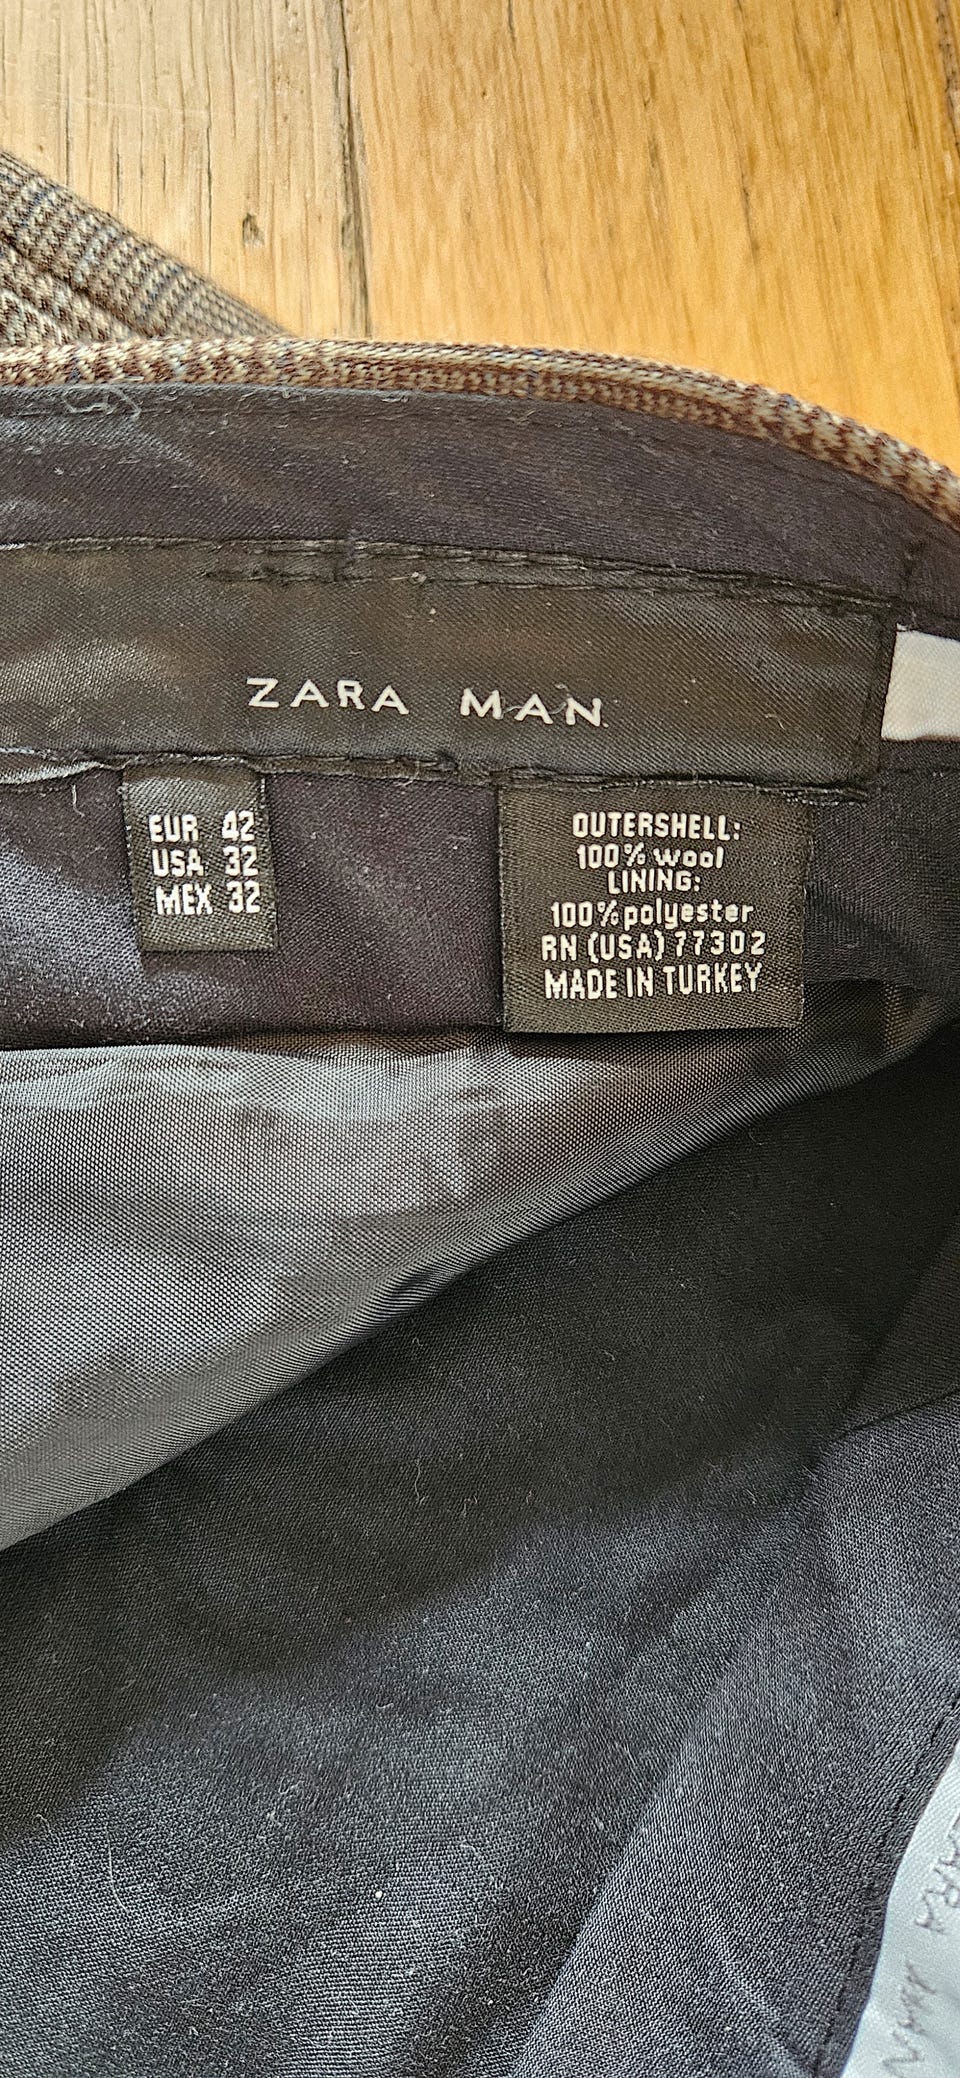 ZARA MAN
EUR 42
USA 32
MEX 32
OUTERSHELL:
100% wool
LINING:
100% polyester
RN (USA) 77302
MADE IN TURKEY